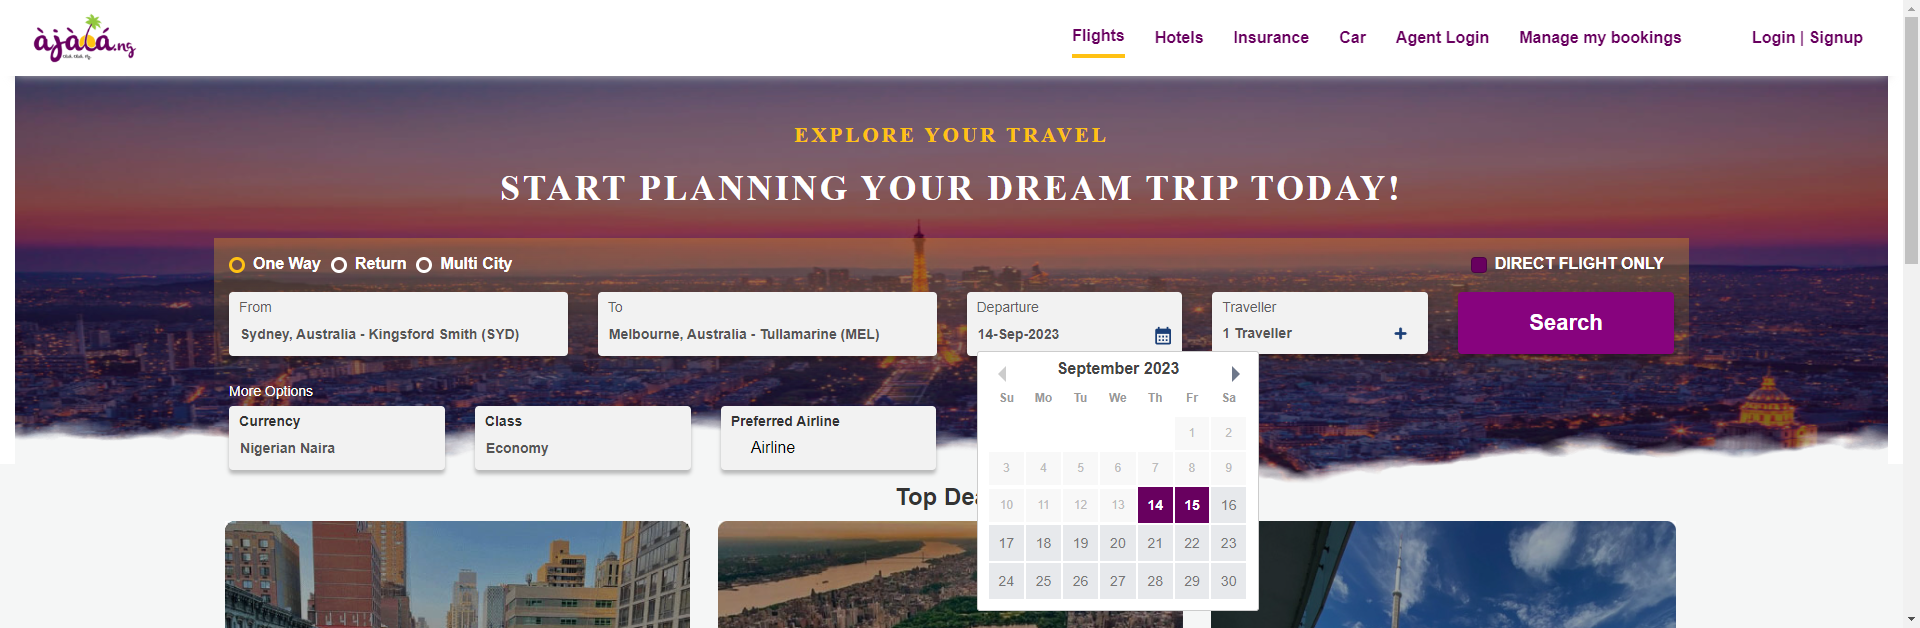 àjàlá.ng
Flights
Hotels
Insurance
Car
Agent Login
Manage my bookings
Login | Signup
EXPLORE YOUR TRAVEL
START PLANNING YOUR DREAM TRIP TODAY!
One Way
Return
Multi City
DIRECT FLIGHT ONLY
From
Sydney, Australia - Kingsford Smith (SYD)
To
Melbourne, Australia - Tullamarine (MEL)
Departure
14-Sep-2023
Traveller
1 Traveller
Search
More Options
Currency
Nigerian Naira
Class
Economy
Preferred Airline
Airline
September 2023
Su Mo Tu We Th Fr Sa
1 2
3 4 5 6 7 8 9
10 11 12 13 14 15 16
17 18 19 20 21 22 23
24 25 26 27 28 29 30
Top